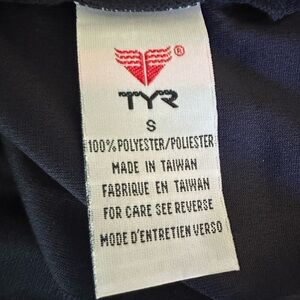 ®
TYR
S
100% POLYESTER/POLIESTER
MADE IN TAIWAN
FABRIQUE EN TAIWAN
FOR CARE SEE REVERSE
MODE D'ENTRETIEN VERSO